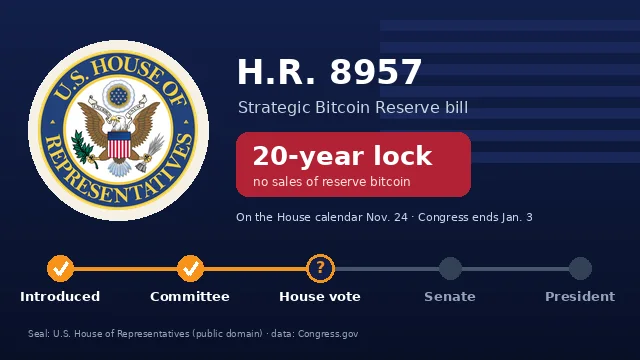 U.S. HOUSE OF
REPRESENTATIVES
H.R. 8957
Strategic Bitcoin Reserve bill
20-year lock
no sales of reserve bitcoin
On the House calendar Nov. 24 · Congress ends Jan. 3
?
Introduced Committee House vote Senate President
Seal: U.S. House of Representatives (public domain) · data: Congress.gov